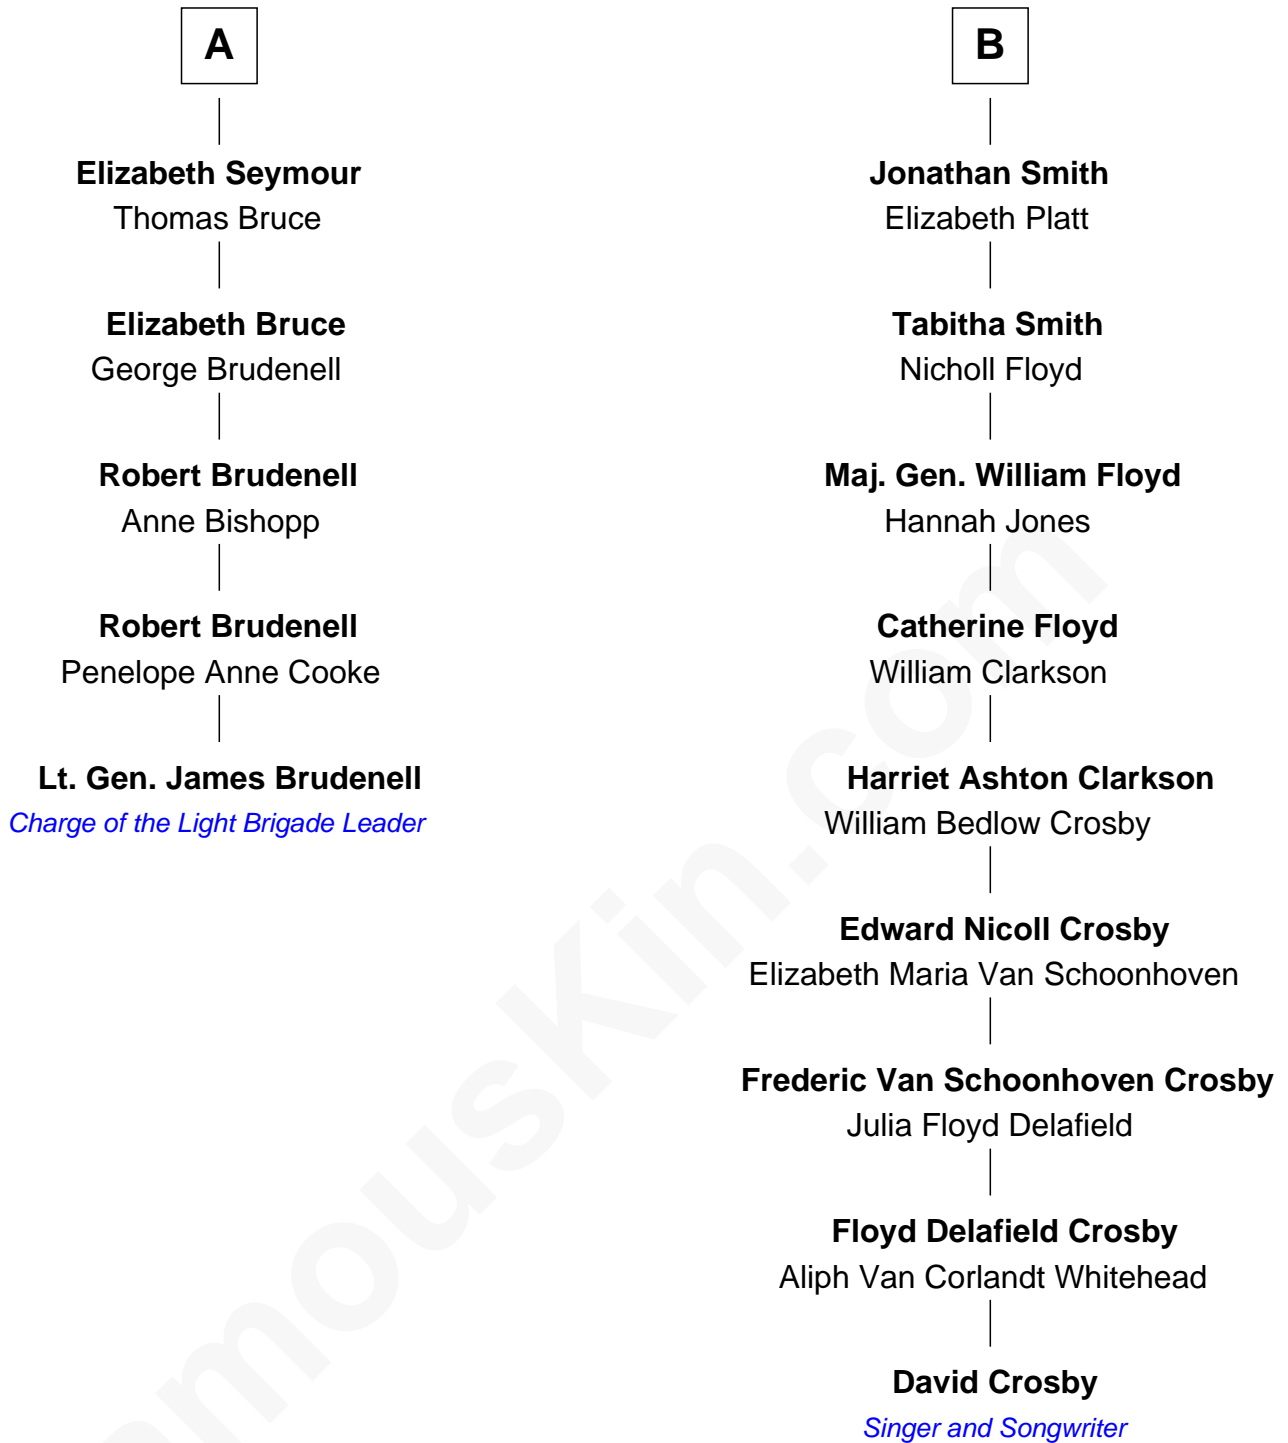 A
Elizabeth Seymour
Thomas Bruce
Elizabeth Bruce
George Brudenell
Robert Brudenell
Anne Bishopp
Robert Brudenell
Penelope Anne Cooke
Lt. Gen. James Brudenell
Charge of the Light Brigade Leader
B
Jonathan Smith
Elizabeth Platt
Tabitha Smith
Nicholl Floyd
Maj. Gen. William Floyd
Hannah Jones
Catherine Floyd
William Clarkson
Harriet Ashton Clarkson
William Bedlow Crosby
Edward Nicoll Crosby
Elizabeth Maria Van Schoonhoven
Frederic Van Schoonhoven Crosby
Julia Floyd Delafield
Floyd Delafield Crosby
Aliph Van Corlandt Whitehead
David Crosby
Singer and Songwriter
amousKin.com